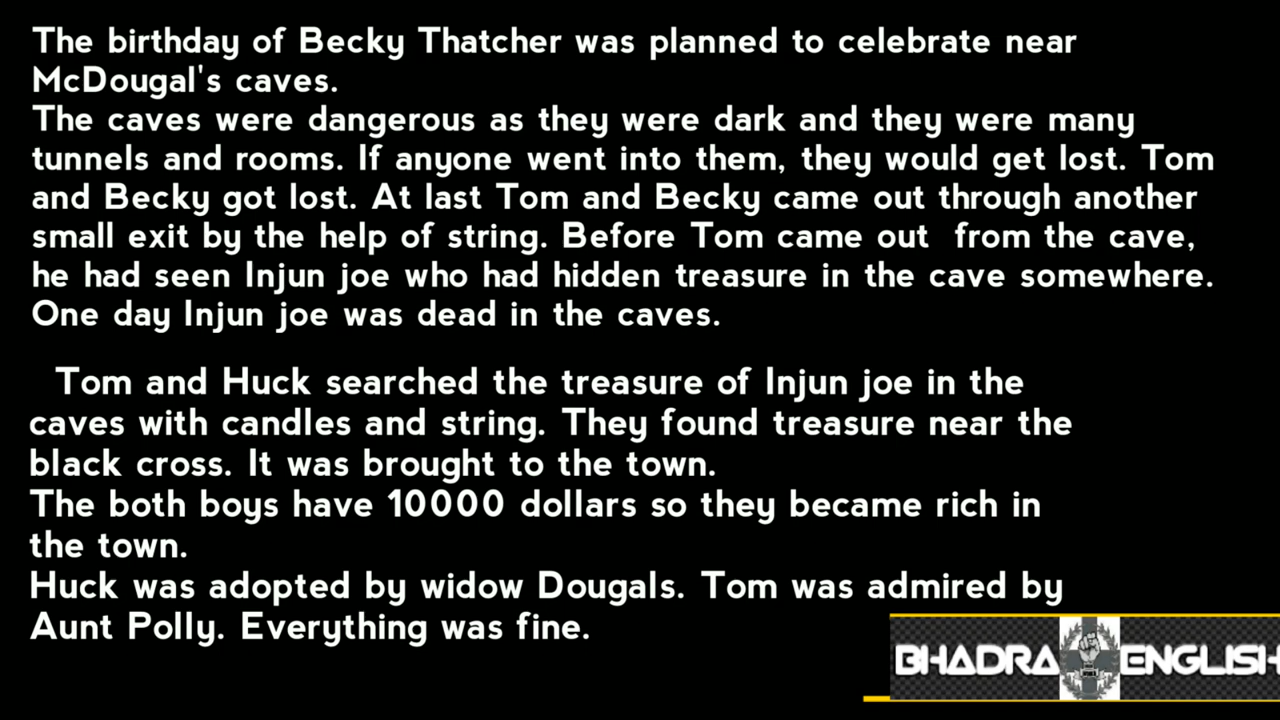 The birthday of Becky Thatcher was planned to celebrate near
McDougal's caves.
The caves were dangerous as they were dark and they were many
tunnels and rooms. If anyone went into them, they would get lost. Tom
and Becky got lost. At last Tom and Becky came out through another
small exit by the help of string. Before Tom came out from the cave,
he had seen Injun joe who had hidden treasure in the cave somewhere.
One day Injun joe was dead in the caves.
Tom and Huck searched the treasure of Injun joe in the
caves with candles and string. They found treasure near the
black cross. It was brought to the town.
The both boys have 10000 dollars so they became rich in
the town.
Huck was adopted by widow Dougals. Tom was admired by
Aunt Polly. Everything was fine.
BHADRA ENGLISH